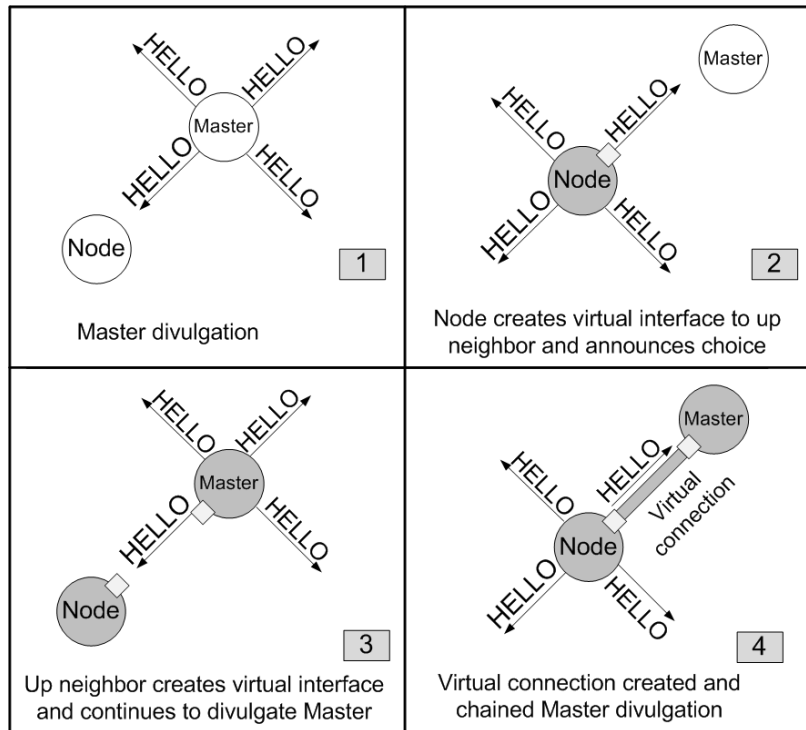 HELLO
HELLO
Master
HELLO
HELLO
Node
1
Master divulgation
Master
HELLO
HELLO
Node
HELLO
HELLO
2
Node creates virtual interface to up
neighbor and announces choice
HELLO
HELLO
Master
HELLO
HELLO
Node
3
Up neighbor creates virtual interface
and continues to divulgate Master
Master
HELLO
HELLO
Virtual
connection
Node
HELLO
HELLO
4
Virtual connection created and
chained Master divulgation